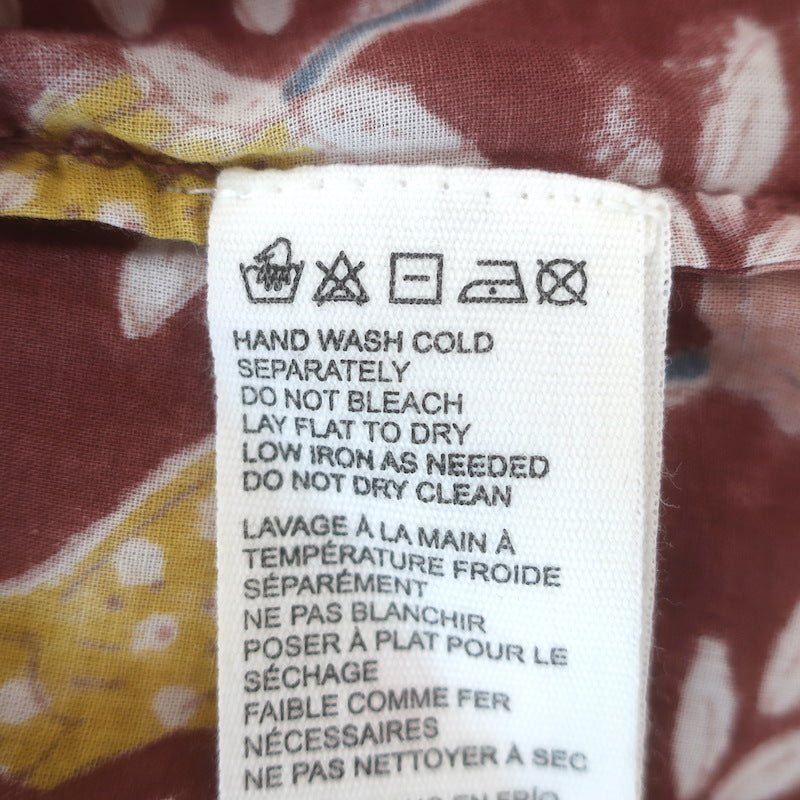 HAND WASH COLD
SEPARATELY
DO NOT BLEACH
LAY FLAT TO DRY
LOW IRON AS NEEDED
DO NOT DRY CLEAN
LAVAGE À LA MAIN À
TEMPÉRATURE FROIDE
SÉPARÉMENT
NE PAS BLANCHIR
POSER À PLAT POUR LE
SÉCHAGE
FAIBLE COMME FER
NÉCESSAIRES
NE PAS NETTOYER À SEC
EN FRÍO